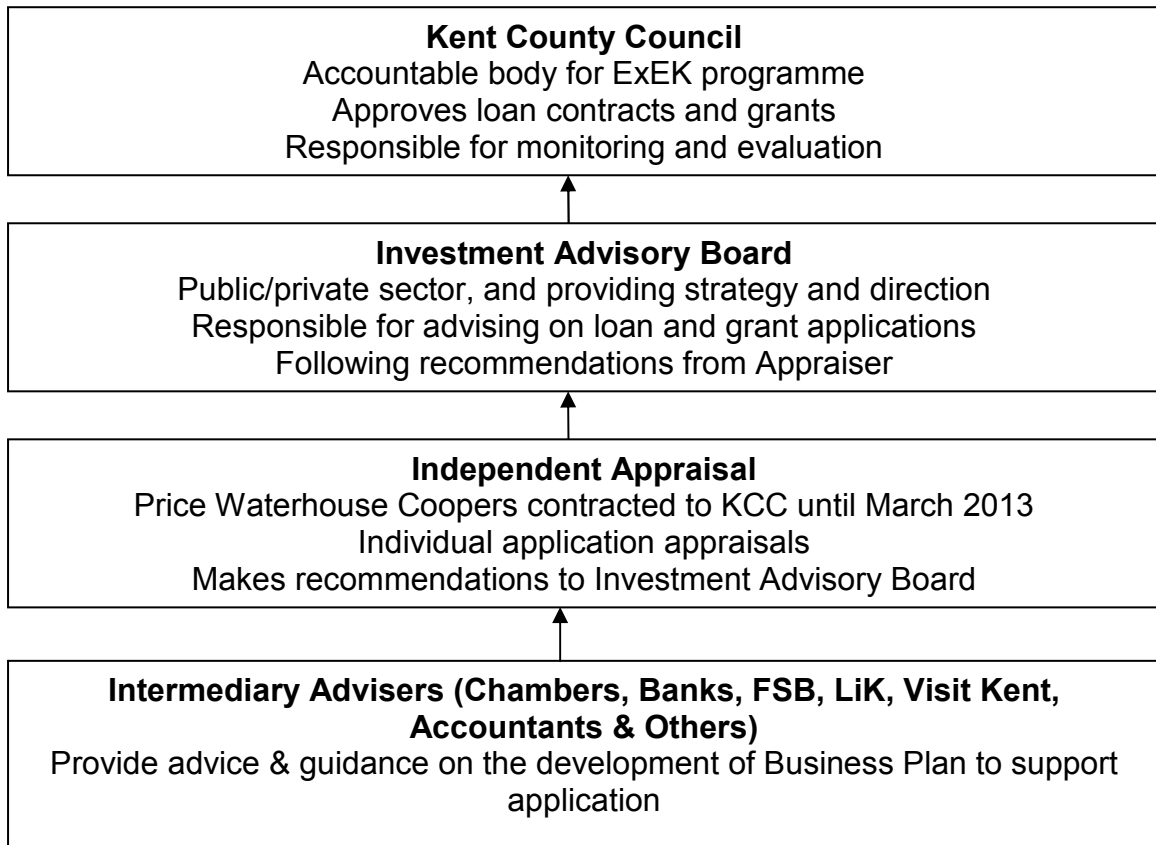 Kent County Council
Accountable body for ExEK programme
Approves loan contracts and grants
Responsible for monitoring and evaluation
Investment Advisory Board
Public/private sector, and providing strategy and direction
Responsible for advising on loan and grant applications
Following recommendations from Appraiser
Independent Appraisal
Price Waterhouse Coopers contracted to KCC until March 2013
Individual application appraisals
Makes recommendations to Investment Advisory Board
Intermediary Advisers (Chambers, Banks, FSB, LiK, Visit Kent,
Accountants & Others)
Provide advice & guidance on the development of Business Plan to support
application